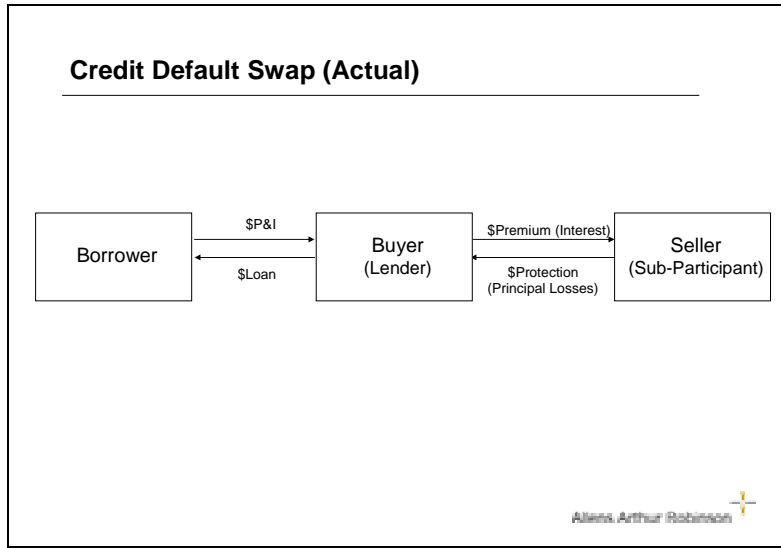 Credit Default Swap (Actual)
$P&I
Borrower
$Loan
Buyer
(Lender)
$Premium (Interest)
$Protection
(Principal Losses)
Seller
(Sub-Participant)
Allens Arthur Robinson